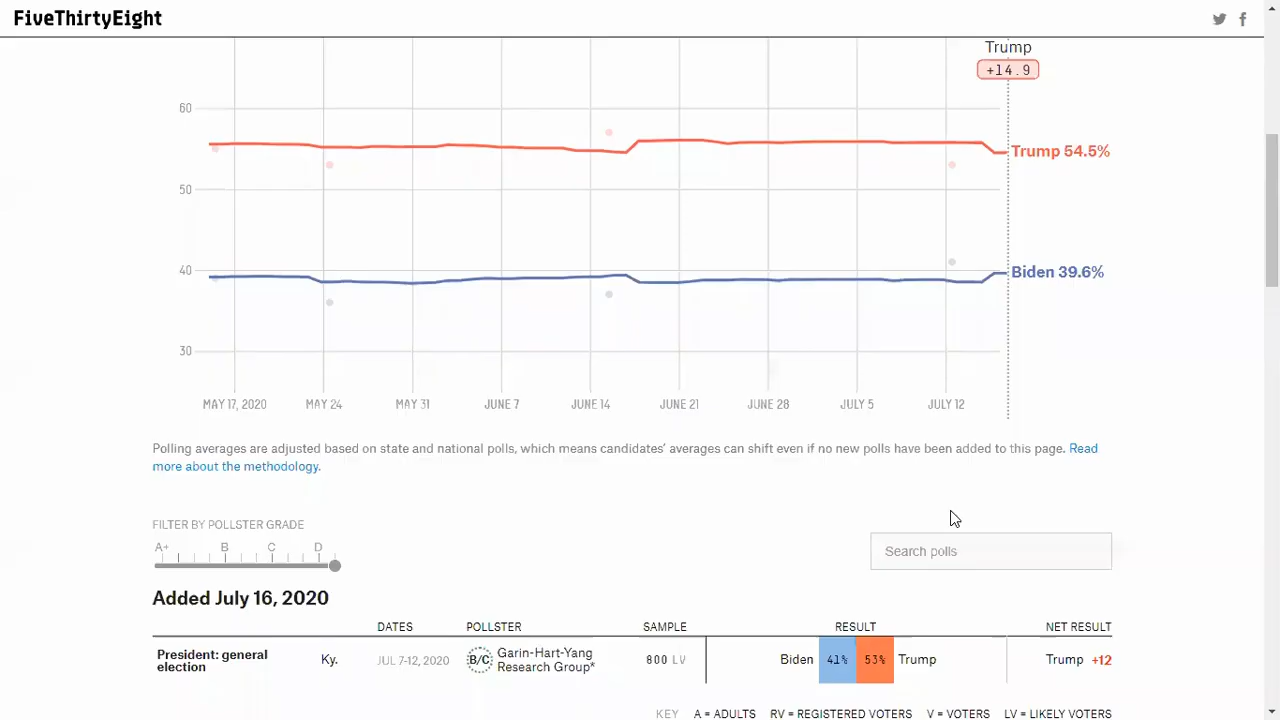 FiveThirtyEight
Trump
+14.9
60
Trump 54.5%
50
40
Biden 39.6%
30
MAY 17, 2020 MAY 24 MAY 31 JUNE 7 JUNE 14 JUNE 21 JUNE 28 JULY 5 JULY 12
Polling averages are adjusted based on state and national polls, which means candidates' averages can shift even if no new polls have been added to this page. Read
more about the methodology.
FILTER BY POLLSTER GRADE
A+ B C D
Search polls
Added July 16, 2020
DATES POLLSTER SAMPLE RESULT NET RESULT
President: general
election
Ky. JUL 7-12, 2020 B/C
Garin-Hart-Yang
Research Group*
800 LV Biden 41% 53% Trump Trump +12
KEY A = ADULTS RV = REGISTERED VOTERS V = VOTERS LV = LIKELY VOTERS